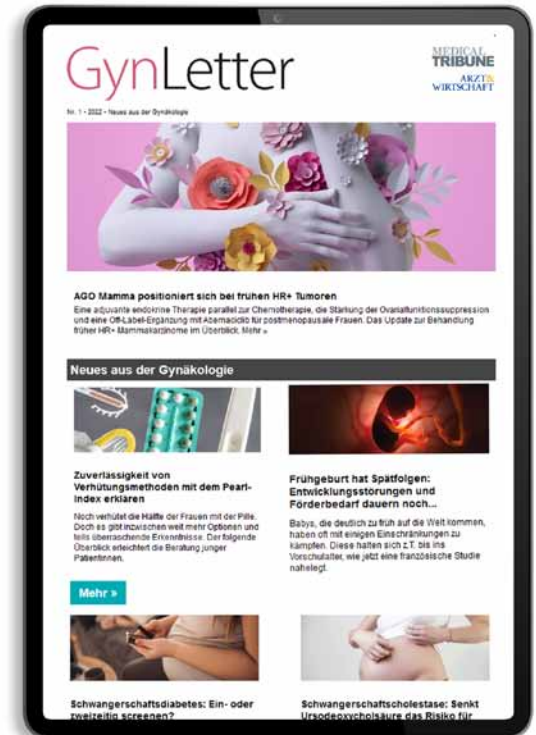 GynLetter
MEDICAL
TRIBUNE
ARZT&
WIRTSCHAFT
Nr. 1 • 2022 • Neues aus der Gynäkologie
AGO Mamma positioniert sich bei frühen HR+ Tumoren
Eine adjuvante endokrine Therapie parallel zur Chemotherapie, die Stärkung der Ovarialfunktionssuppression
und eine Off-Label-Ergänzung mit Abemaciclib für postmenopausale Frauen. Das Update zur Behandlung
früher HR+ Mammakarzinome im Überblick. Mehr »
Neues aus der Gynäkologie
Zuverlässigkeit von
Verhütungsmethoden mit dem Pearl-
Index erklären
Noch verhütet die Hälfte der Frauen mit der Pille.
Doch es gibt inzwischen weit mehr Optionen und
teils überraschende Erkenntnisse. Der folgende
Überblick erleichtert die Beratung junger
Patientinnen.
Mehr »
Frühgeburt hat Spätfolgen:
Entwicklungsstörungen und
Förderbedarf dauern noch...
Babys, die deutlich zu früh auf die Welt kommen,
haben oft mit einigen Einschränkungen zu
kämpfen. Diese halten sich z.T. bis ins
Vorschulalter, wie jetzt eine französische Studie
nahelegt.
Schwangerschaftsdiabetes: Ein- oder
zweizeitig screenen?
Schwangerschaftscholestase: Senkt
Ursodeoxycholsäure das Risiko für